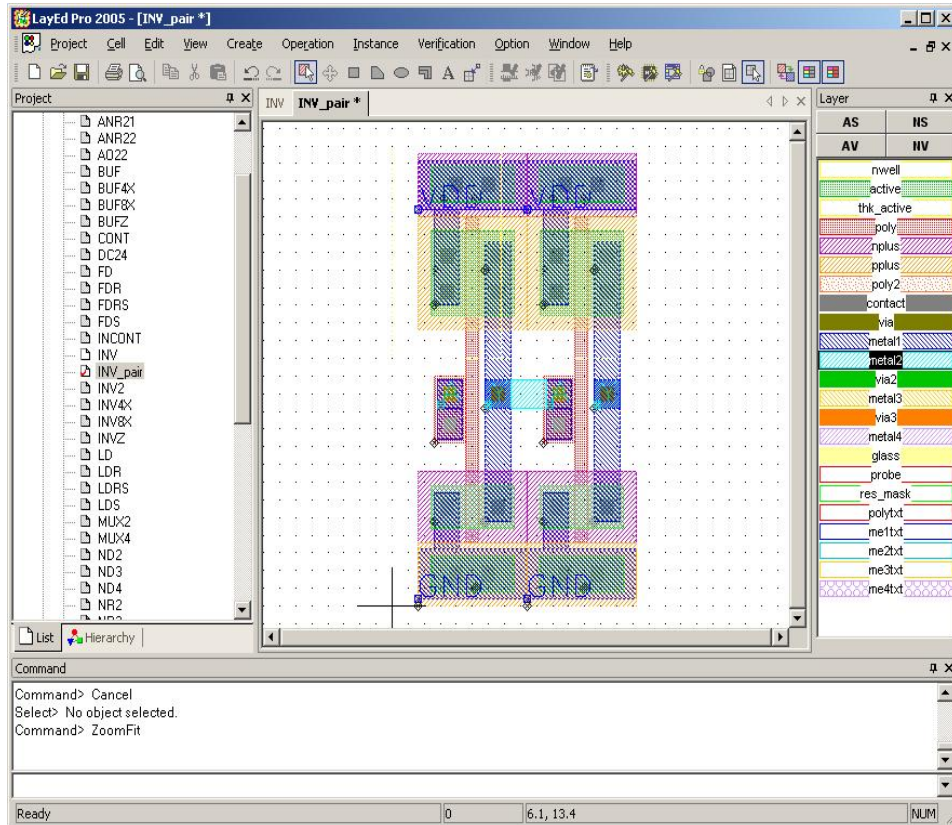 LayEd Pro 2005 - [INV_pair *]
Project Cell Edit View Create Operation Instance Verification Option Window Help
Project
INV INV_pair *
Layer
AS NS
AV NV
ANR21
ANR22
AO22
BUF
BUF4X
BUF8X
BUFZ
CONT
DC24
FD
FDR
FDRS
FDS
INCONT
INV
INV_pair
INV2
INV4X
INV8X
INVZ
LD
LDR
LDRS
LDS
MUX2
MUX4
ND2
ND3
ND4
NR2
List Hierarchy
VDD VDD
GND GND
nwell
active
thk_active
poly
nplus
pplus
poly2
contact
via
metal1
metal2
via2
metal3
via3
metal4
glass
probe
res_mask
polytxt
me1txt
me2txt
me3txt
me4txt
Command
Command> Cancel
Select> No object selected.
Command> ZoomFit
Ready 0 6.1, 13.4 NUM